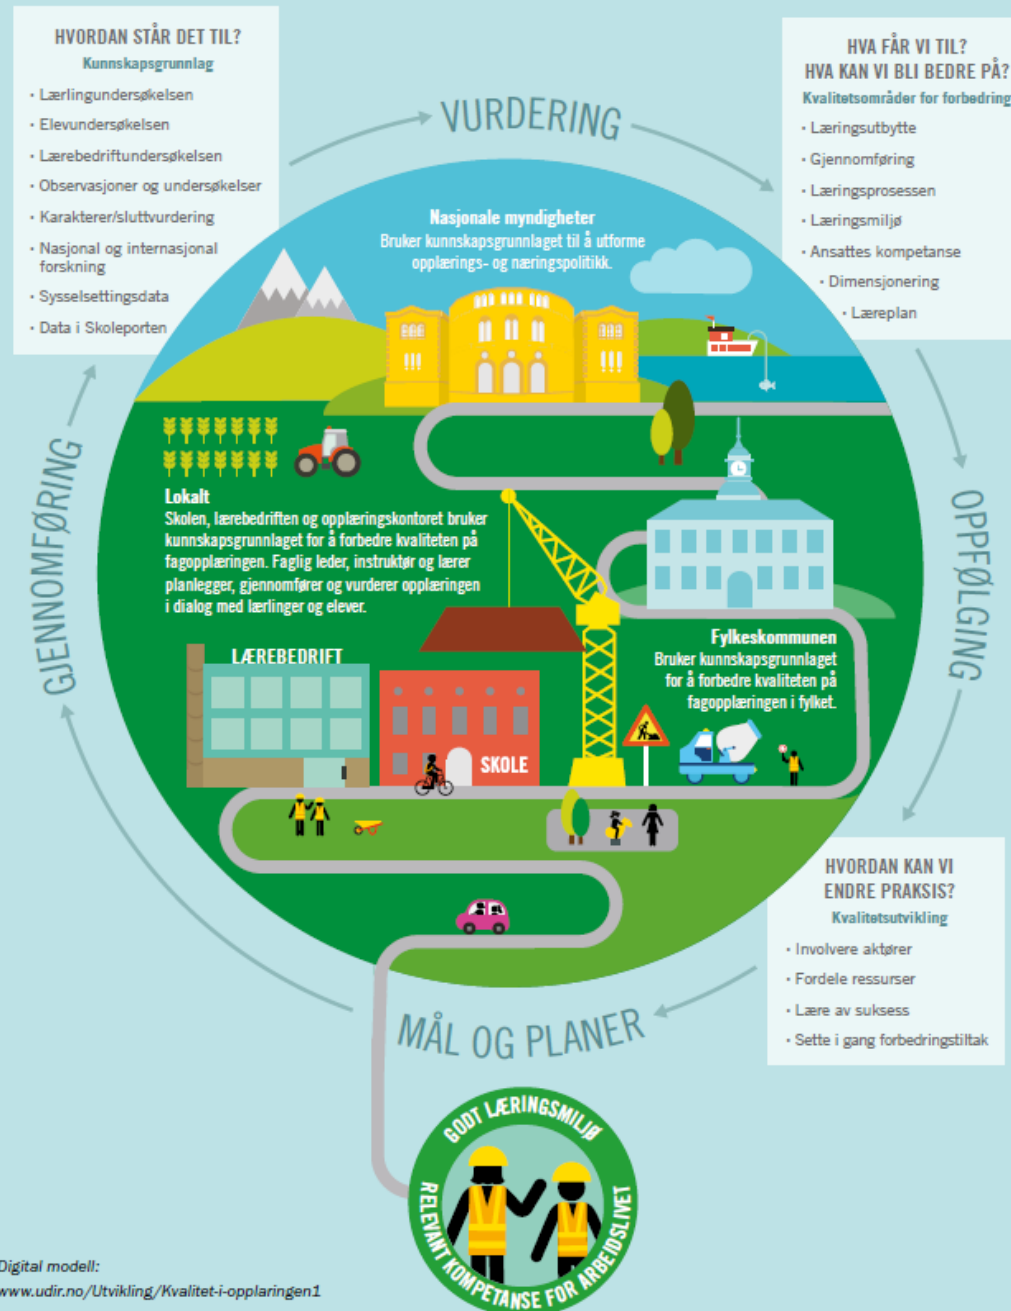 HVORDAN STÅR DET TIL?
Kunnskapsgrunnlag
· Lærlingundersøkelsen
· Elevundersøkelsen
· Lærebedriftundersøkelsen
· Observasjoner og undersøkelser
· Karakterer/sluttvurdering
· Nasjonal og internasjonal
forskning
· Sysselsettingsdata
· Data i Skoleporten
VURDERING
HVA FÅR VI TIL?
HVA KAN VI BLI BEDRE PÅ?
Kvalitetsområder for forbedring
· Læringsutbytte
· Gjennomføring
· Læringsprosessen
· Læringsmiljø
· Ansattes kompetanse
· Dimensjonering
· Læreplan
Nasjonale myndigheter
Bruker kunnskapsgrunnlaget til å utforme
opplærings- og næringspolitikk.
GJENNOMFØRING
Lokalt
Skolen, lærebedriften og opplæringskontoret bruker
kunnskapsgrunnlaget for å forbedre kvaliteten på
fagopplæringen. Faglig leder, instruktør og lærer
planlegger, gjennomfører og vurderer opplæringen
i dialog med lærlinger og elever.
OPPFØLGING
Fylkeskommunen
Bruker kunnskapsgrunnlaget
for å forbedre kvaliteten på
fagopplæringen i fylket.
LÆREBEDRIFT
SKOLE
HVORDAN KAN VI
ENDRE PRAKSIS?
Kvalitetsutvikling
· Involvere aktører
· Fordele ressurser
· Lære av suksess
· Sette i gang forbedringstiltak
MÅL OG PLANER
GODT LÆRINGSMILJØ
RELEVANT KOMPETANSE FOR ARBEIDSLIVET
Digital modell:
www.udir.no/Utvikling/Kvalitet-i-opplaringen1